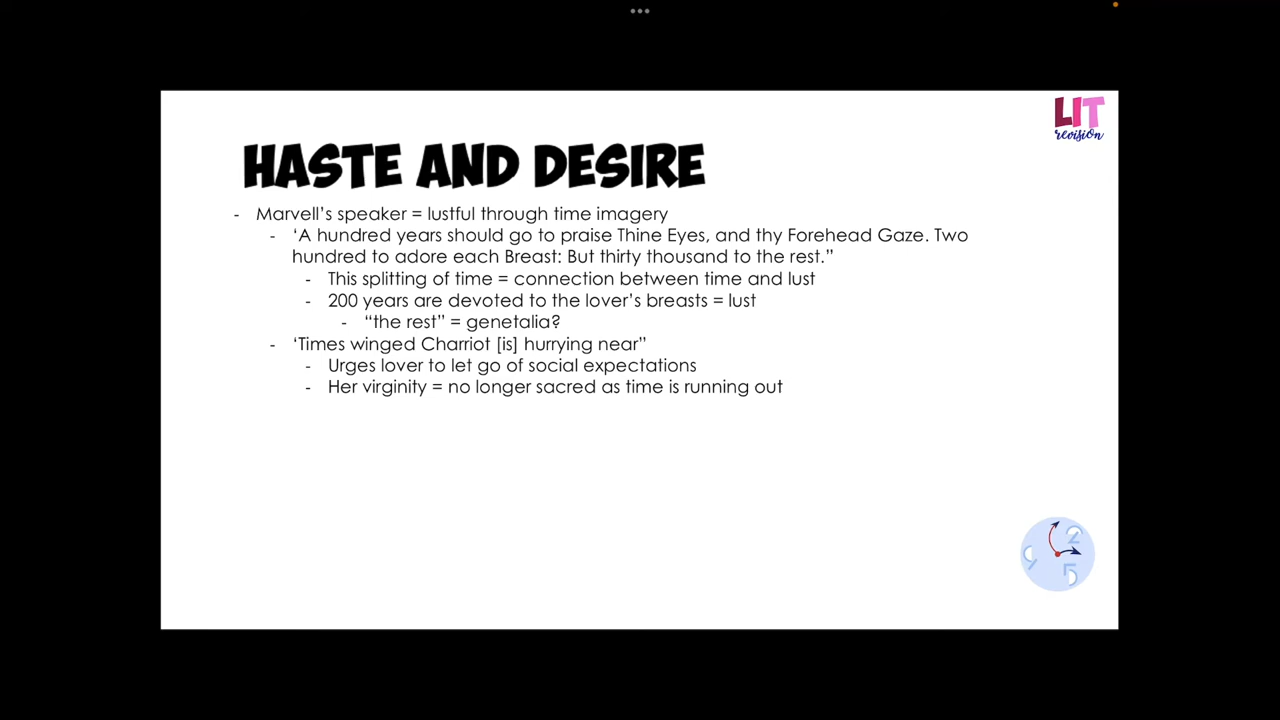 LIT
revision
HASTE AND DESIRE
- Marvell's speaker = lustful through time imagery
- 'A hundred years should go to praise Thine Eyes, and thy Forehead Gaze. Two
hundred to adore each Breast: But thirty thousand to the rest.”
- This splitting of time = connection between time and lust
- 200 years are devoted to the lover's breasts = lust
- “the rest” = genetalia?
- 'Times winged Charriot [is] hurrying near”
- Urges lover to let go of social expectations
- Her virginity = no longer sacred as time is running out